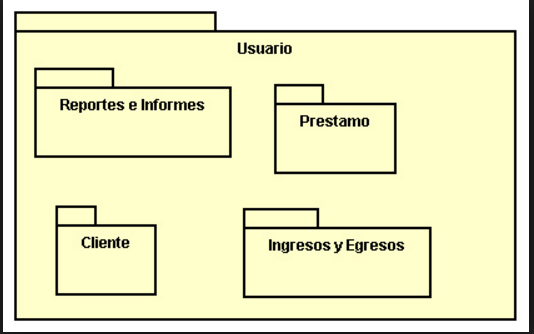 Usuario
Reportes e Informes
Prestamo
Cliente
Ingresos y Egresos